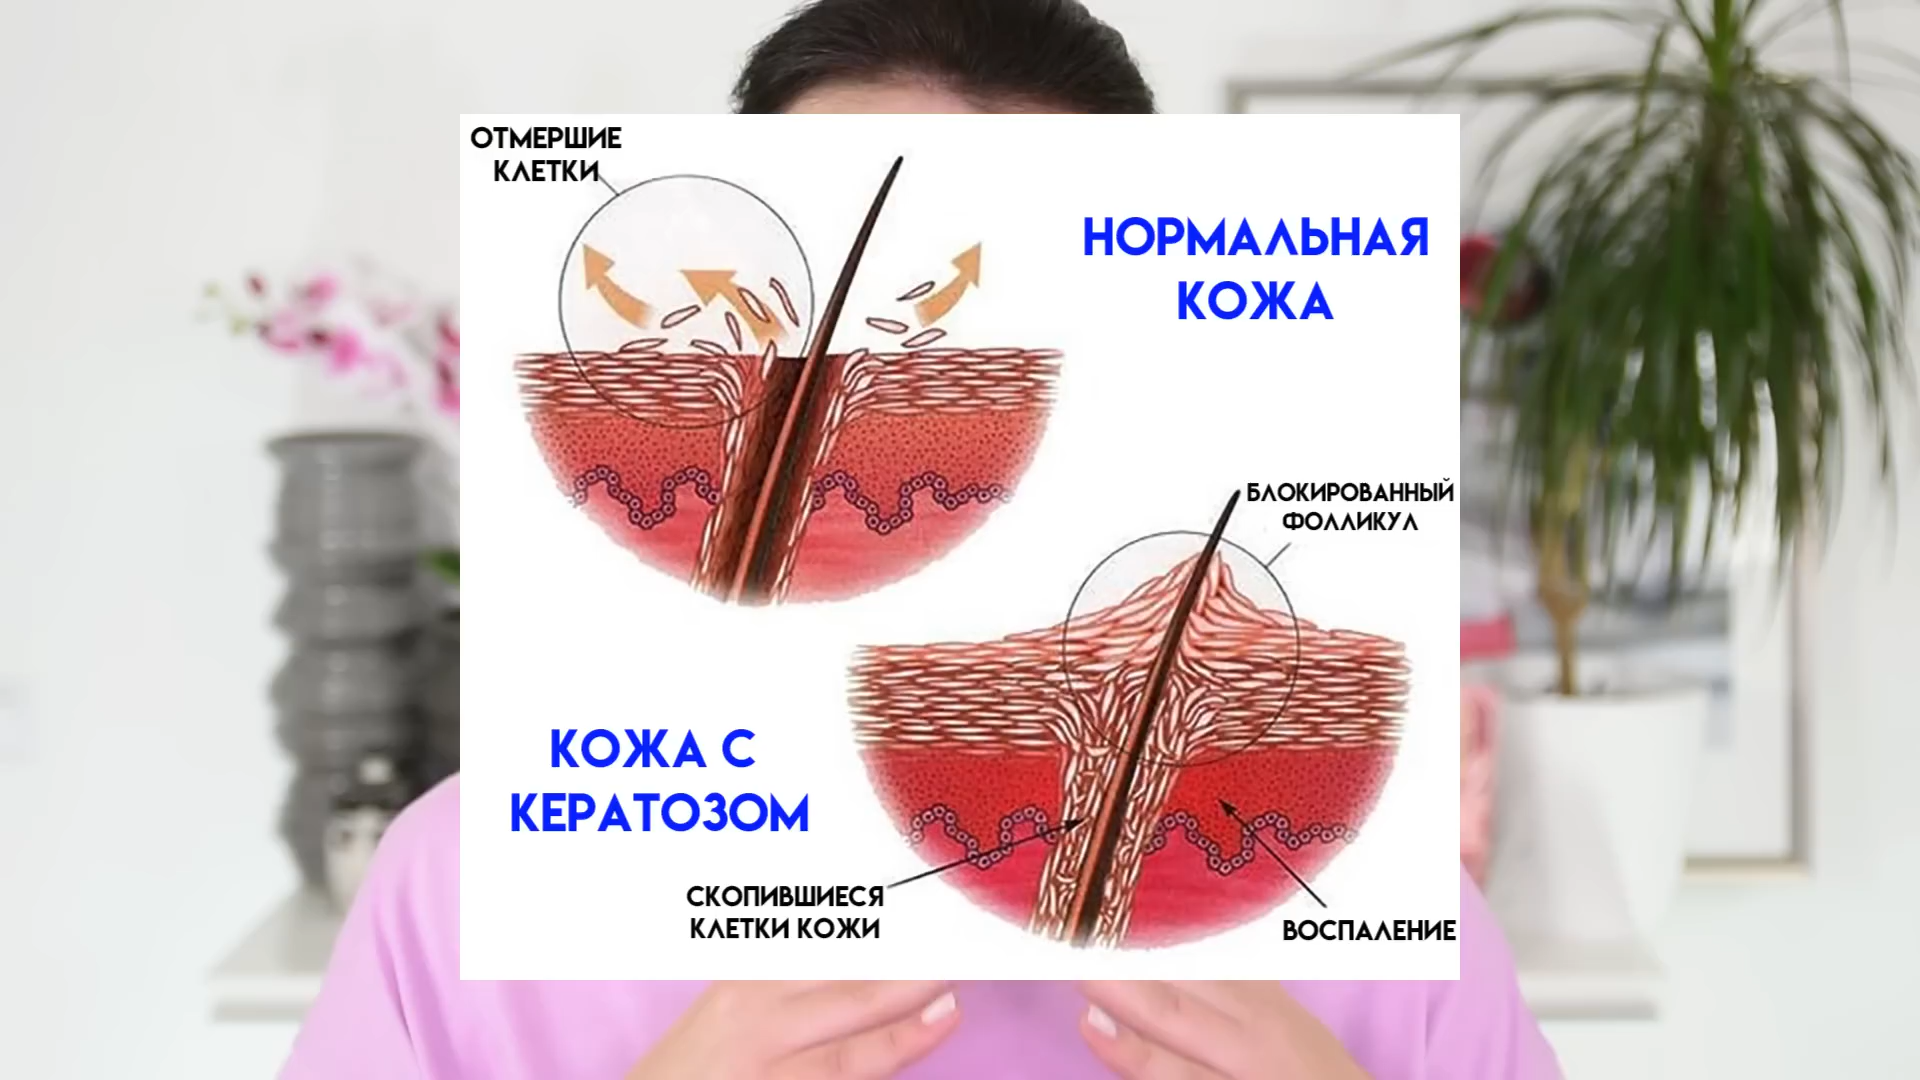 ОТМЕРШИЕ
КЛЕТКИ
НОРМАЛЬНАЯ
КОЖА
БЛОКИРОВАННЫЙ
ФОЛЛИКУЛ
КОЖА С
КЕРАТОЗОМ
СКОПИВШИЕСЯ
КЛЕТКИ КОЖИ
ВОСПАЛЕНИЕ